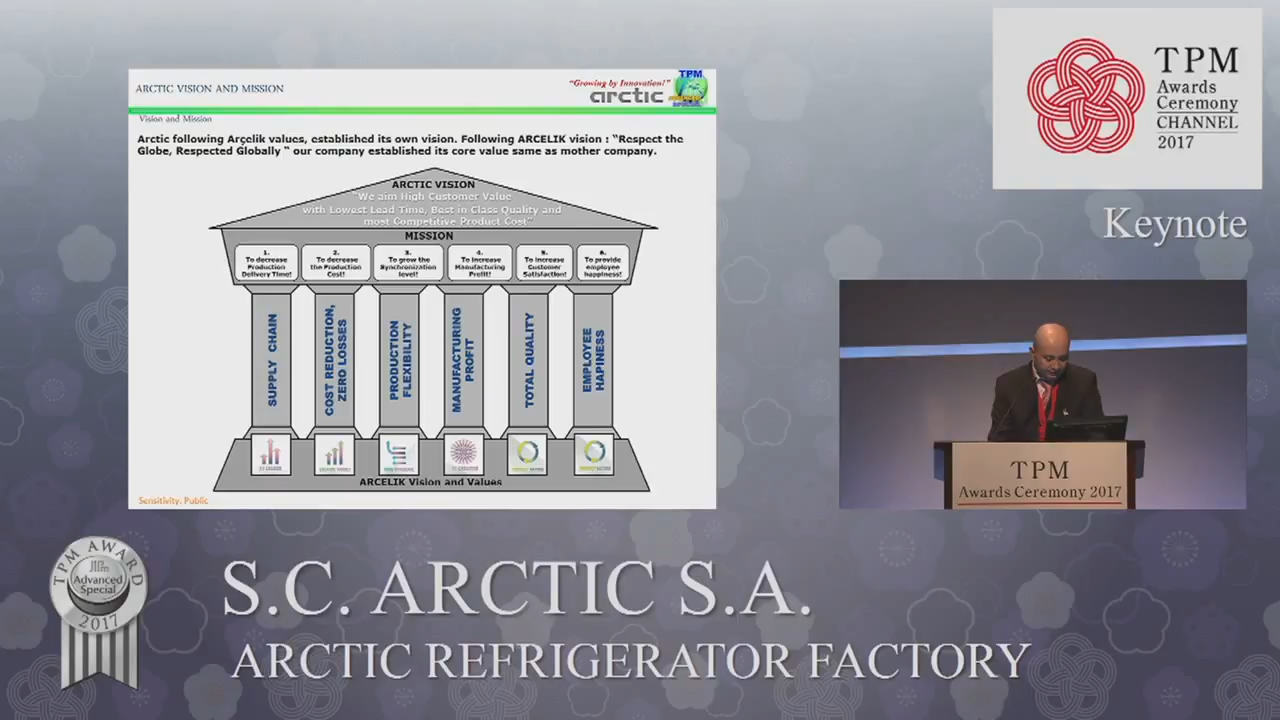 ARCTIC VISION AND MISSION
"Growing by Innovation!"
arctic
TPM
Vision and Mission
Arctic following Arçelik values, established its own vision. Following ARCELIK vision : "Respect the
Globe, Respected Globally " our company established its core value same as mother company.
ARCTIC VISION
"We aim High Customer Value
with Lowest Lead Time, Best in Class Quality and
most Competitive Product Cost"
MISSION
1.
To decrease
Production
Delivery Time!
2.
To decrease
the Production
Cost!
3.
To grow the
Synchronization
level!
4.
To increase
Manufacturing
Profit!
5.
To increase
Customer
Satisfaction!
6.
To provide
employee
happiness!
SUPPLY CHAIN
COST REDUCTION,
ZERO LOSSES
PRODUCTION
FLEXIBILITY
MANUFACTURING
PROFIT
TOTAL QUALITY
EMPLOYEE
HAPINESS
ARCELIK Vision and Values
Sensitivity: Public
TPM
Awards
Ceremony
CHANNEL
2017
Keynote
TPM
Awards Ceremony 2017
TPM AWARD
JIPM
Advanced
Special
2017
S.C. ARCTIC S.A.
ARCTIC REFRIGERATOR FACTORY